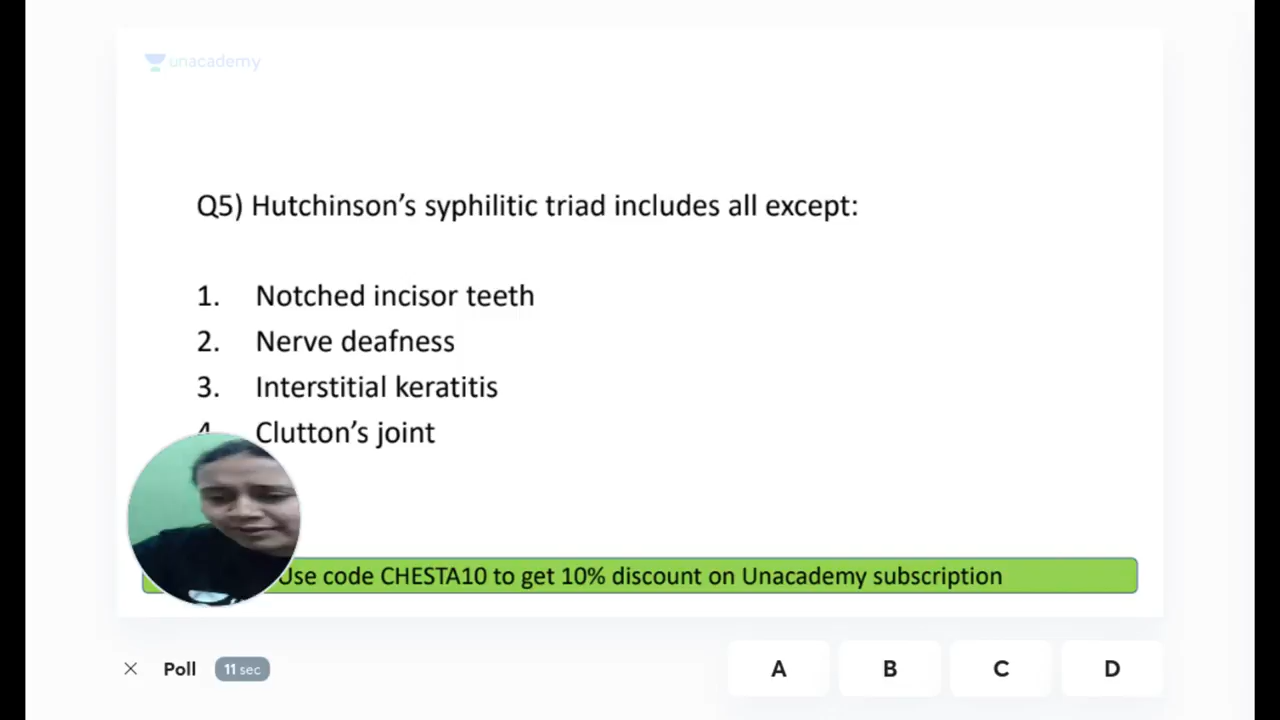 unacademy
Q5) Hutchinson's syphilitic triad includes all except:
1. Notched incisor teeth
2. Nerve deafness
3. Interstitial keratitis
4. Clutton's joint
Use code CHESTA10 to get 10% discount on Unacademy subscription
Poll 11 sec A B C D